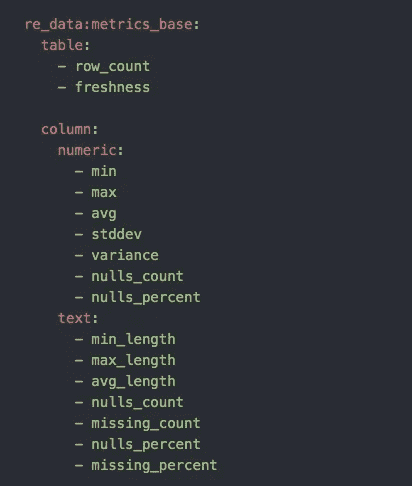 re_data:metrics_base:
table:
- row_count
- freshness
column:
numeric:
- min
- max
- avg
- stddev
- variance
- nulls_count
- nulls_percent
text:
- min_length
- max_length
- avg_length
- nulls_count
- missing_count
- nulls_percent
- missing_percent